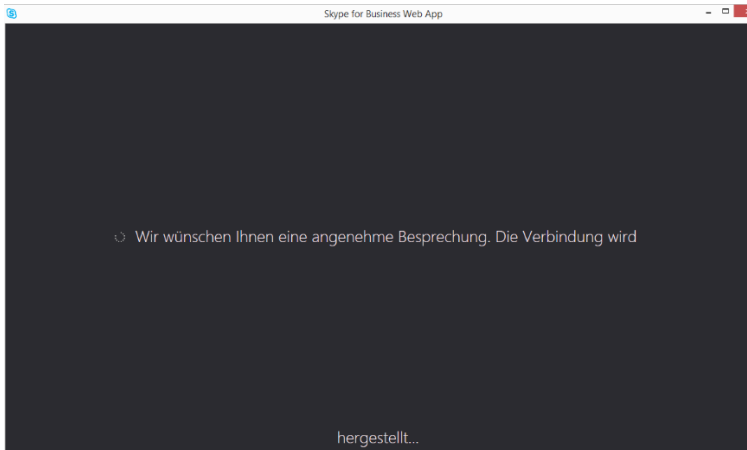 Skype for Business Web App
Wir wünschen Ihnen eine angenehme Besprechung. Die Verbindung wird
hergestellt...